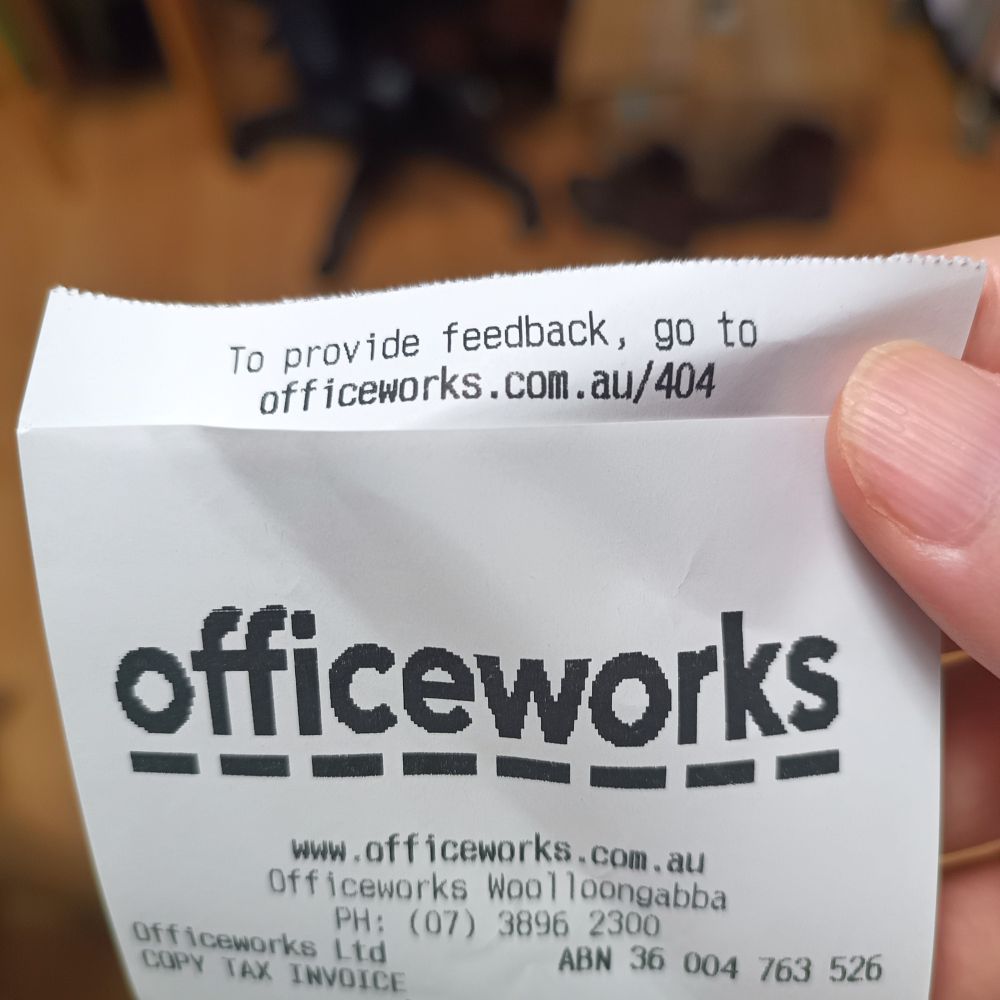 To provide feedback, go to
officeworks.com.au/404
officeworks
www.officeworks.com.au
Officeworks Woolloongabba
PH: (07) 3896 2300
Officeworks Ltd ABN 36 004 763 526
COPY TAX INVOICE